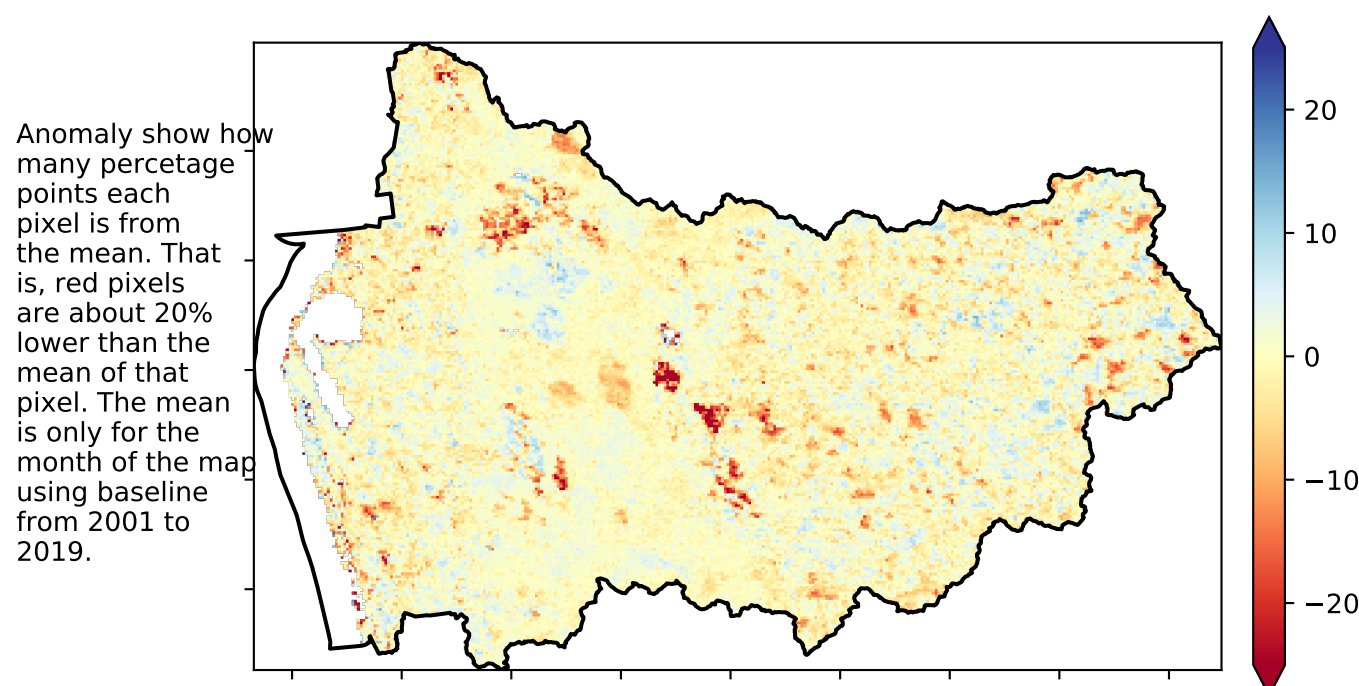 Anomaly show how
many percetage
points each
pixel is from
the mean. That
is, red pixels
are about 20%
lower than the
mean of that
pixel. The mean
is only for the
month of the map
using baseline
from 2001 to
2019.
20
10
0
−10
−20